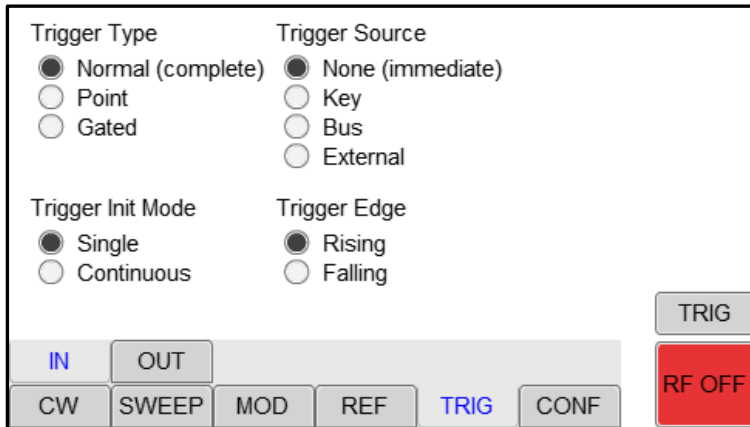 Trigger Type Trigger Source
Normal (complete) None (immediate)
Point Key
Gated Bus
External
Trigger Init Mode Trigger Edge
Single Rising
Continuous Falling
TRIG
IN OUT
RF OFF
CW SWEEP MOD REF TRIG CONF